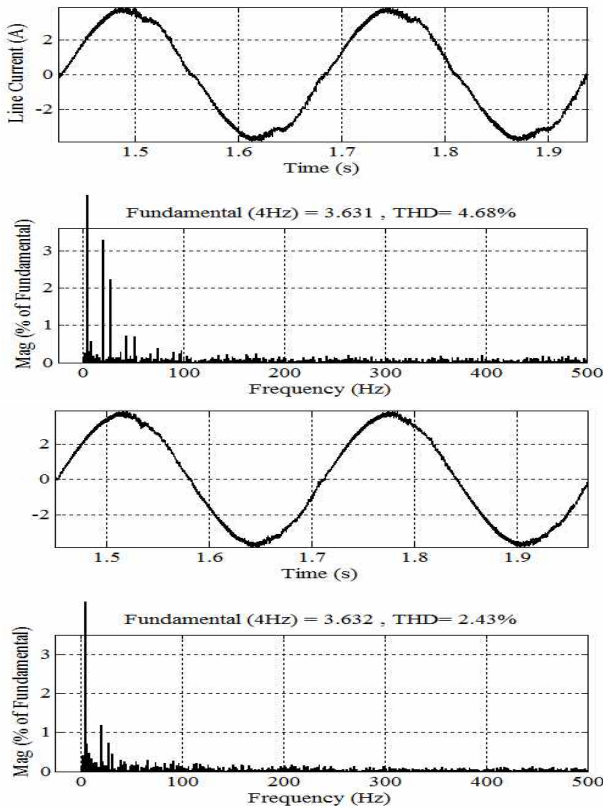 Line Current (A)
2
0
-2
1.5 1.6 1.7 1.8 1.9
Time (s)
Fundamental (4Hz) = 3.631 , THD= 4.68%
Mag (% of Fundamental)
3
2
1
0
0 100 200 300 400 500
Frequency (Hz)
2
0
-2
1.5 1.6 1.7 1.8 1.9
Time (s)
Fundamental (4Hz) = 3.632 , THD= 2.43%
Mag (% of Fundamental)
3
2
1
0
0 100 200 300 400 500
Frequency (Hz)